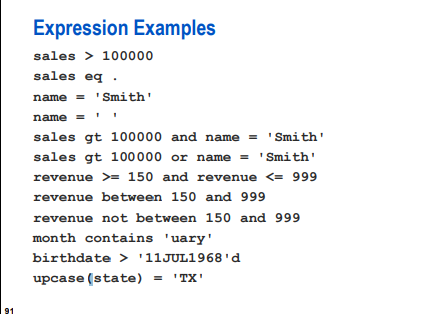 Expression Examples
sales > 100000
sales eq .
name = 'Smith'
name = ' '
sales gt 100000 and name = 'Smith'
sales gt 100000 or name = 'Smith'
revenue >= 150 and revenue <= 999
revenue between 150 and 999
revenue not between 150 and 999
month contains 'uary'
birthdate > '11JUL1968'd
upcase(state) = 'TX'
91